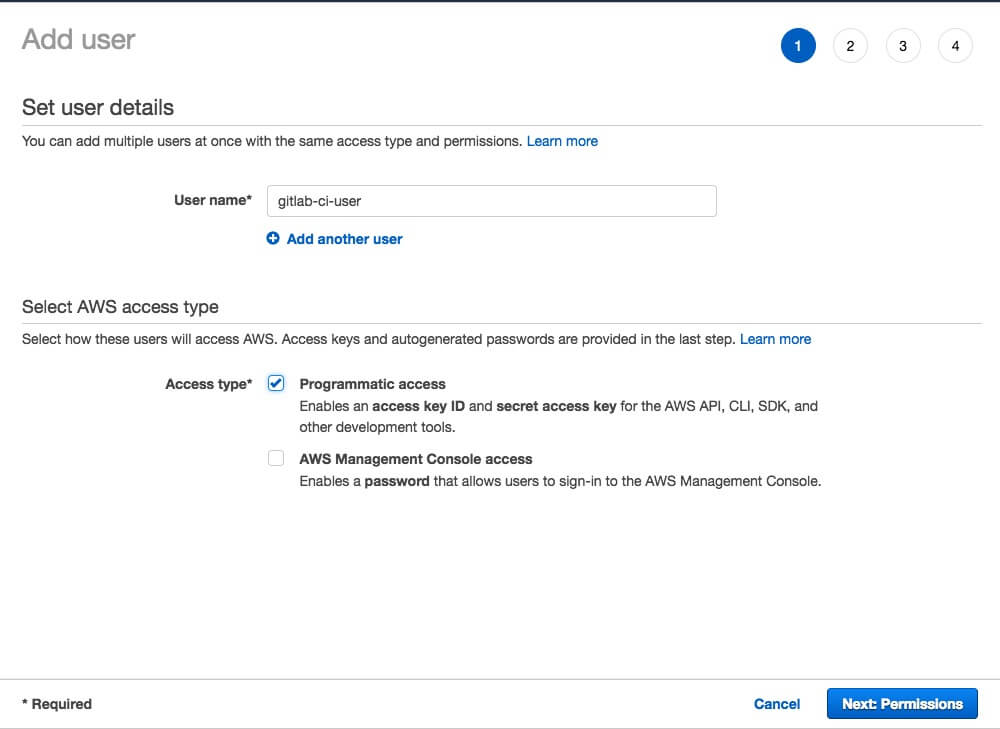 Add user
1 2 3 4
Set user details
You can add multiple users at once with the same access type and permissions. Learn more
User name* gitlab-ci-user
Add another user
Select AWS access type
Select how these users will access AWS. Access keys and autogenerated passwords are provided in the last step. Learn more
Access type* Programmatic access
Enables an access key ID and secret access key for the AWS API, CLI, SDK, and
other development tools.
AWS Management Console access
Enables a password that allows users to sign-in to the AWS Management Console.
* Required Cancel Next: Permissions